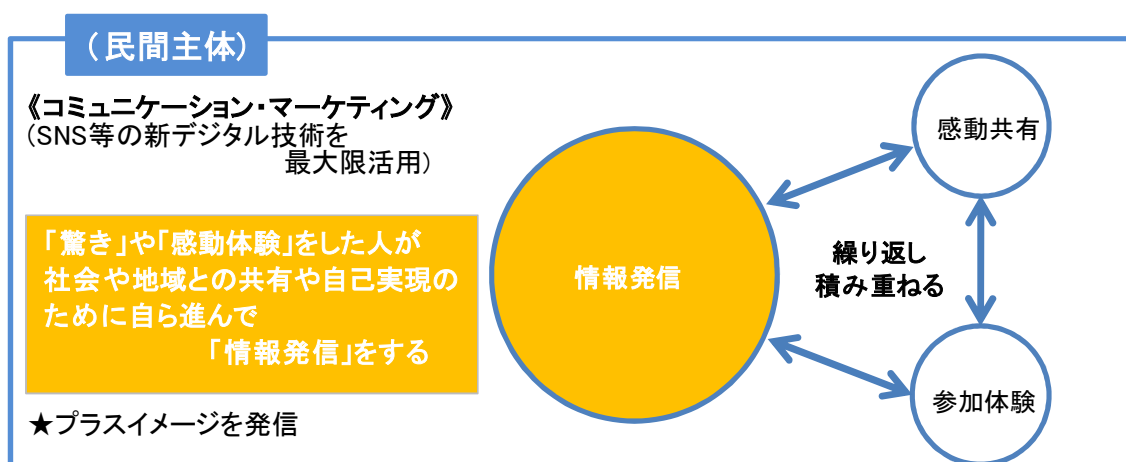 (民間主体)
《コミュニケーション・マーケティング》
(SNS等の新デジタル技術を
最大限活用)
「驚き」や「感動体験」をした人が
社会や地域との共有や自己実現の
ために自ら進んで
「情報発信」をする
★プラスイメージを発信
情報発信
感動共有
繰り返し
積み重ねる
参加体験